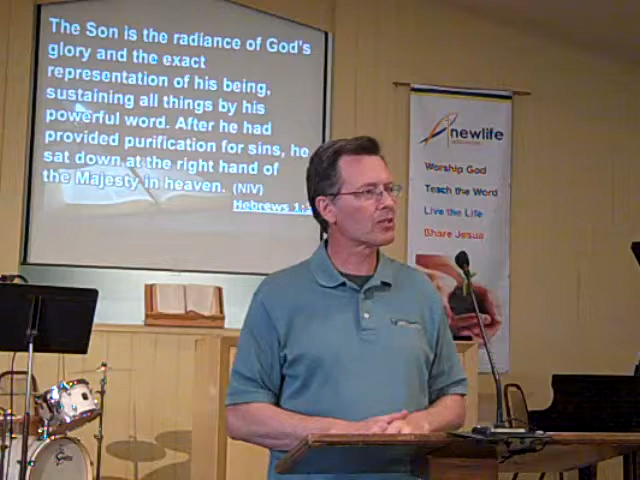 The Son is the radiance of God's
glory and the exact
representation of his being,
sustaining all things by his
powerful word. After he had
provided purification for sins, he
sat down at the right hand of
the Majesty in heaven. (NIV)
Hebrews 1:
newlife
Worship God
Teach the Word
Live the Life
Share Jesus